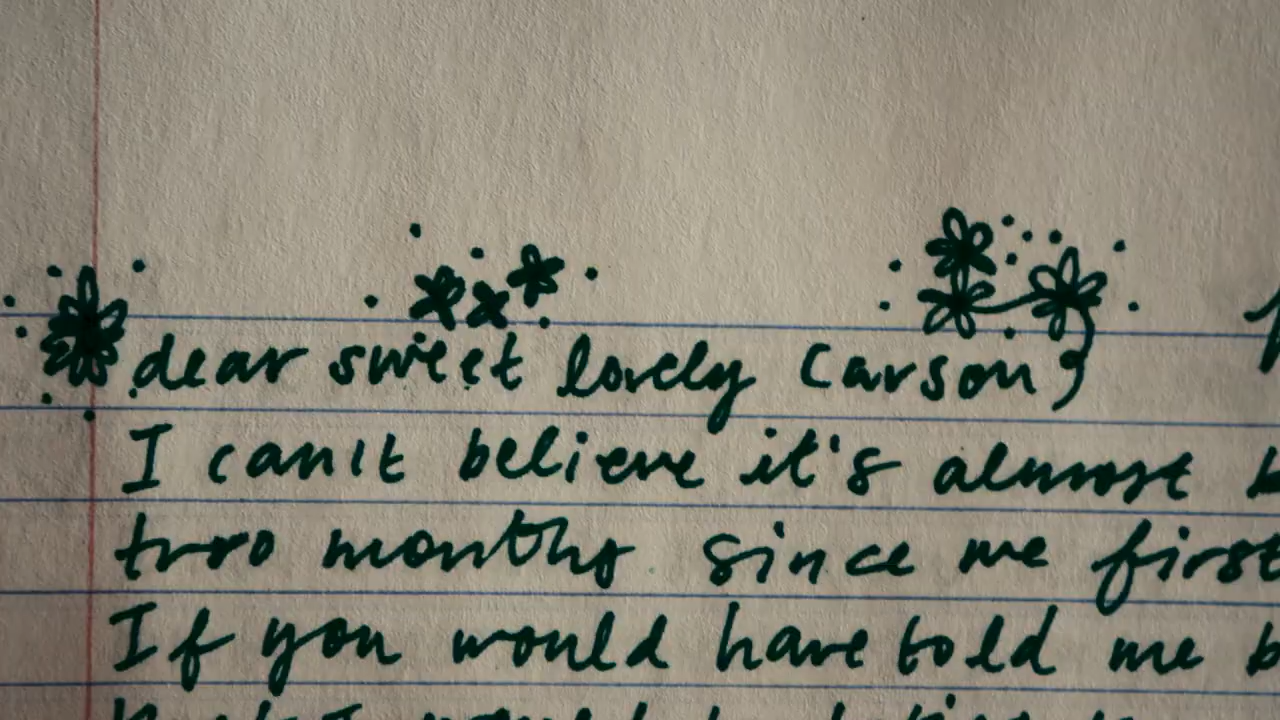 dear sweet lovely Carson,
I can't believe it's almost b
two months since we first
If you would have told me b